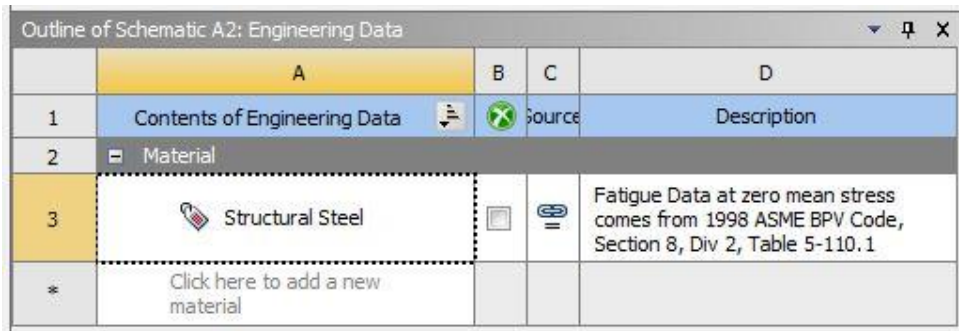 Outline of Schematic A2: Engineering Data
A B C D
1 Contents of Engineering Data Source Description
2 Material
3 Structural Steel Fatigue Data at zero mean stress
comes from 1998 ASME BPV Code,
Section 8, Div 2, Table 5-110.1
* Click here to add a new
material